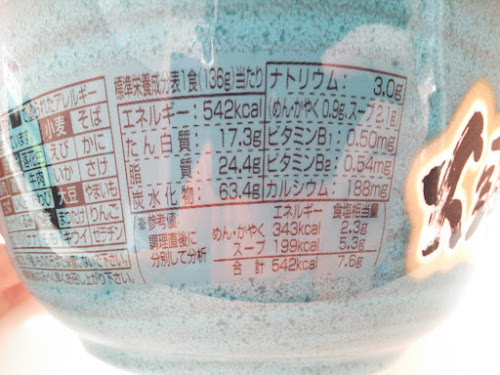 アレルギー
小麦 そば
えび かに
いか さけ
大豆 やまいも
まつたけ りんご
キウイ ゼラチン
標準栄養成分表1食(136g)当たり
エネルギー: 542kcal
たん白質: 17.3g
脂質: 24.4g
炭水化物: 63.4g
ナトリウム: 3.0g
(めん・かやく 0.9g、スープ 2.1g)
ビタミンB1: 0.50mg
ビタミンB2: 0.54mg
カルシウム: 188mg
※参考値
調理直後に
分別して分析
エネルギー 食塩相当量
めん・かやく 343kcal 2.3g
スープ 199kcal 5.3g
合計 542kcal 7.6g